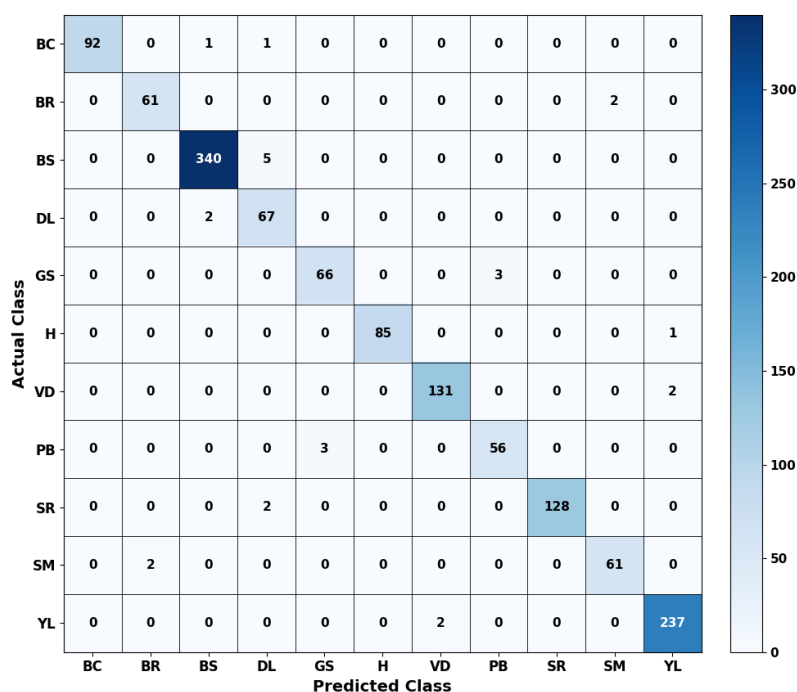 BC 92 0 1 1 0 0 0 0 0 0 0
BR 0 61 0 0 0 0 0 0 0 2 0
BS 0 0 340 5 0 0 0 0 0 0 0
DL 0 0 2 67 0 0 0 0 0 0 0
GS 0 0 0 0 66 0 0 3 0 0 0
H 0 0 0 0 0 85 0 0 0 0 1
VD 0 0 0 0 0 0 131 0 0 0 2
PB 0 0 0 0 3 0 0 56 0 0 0
SR 0 0 0 2 0 0 0 0 128 0 0
SM 0 2 0 0 0 0 0 0 0 61 0
YL 0 0 0 0 0 0 2 0 0 0 237
BC BR BS DL GS H VD PB SR SM YL
Predicted Class
Actual Class
300
250
200
150
100
50
0